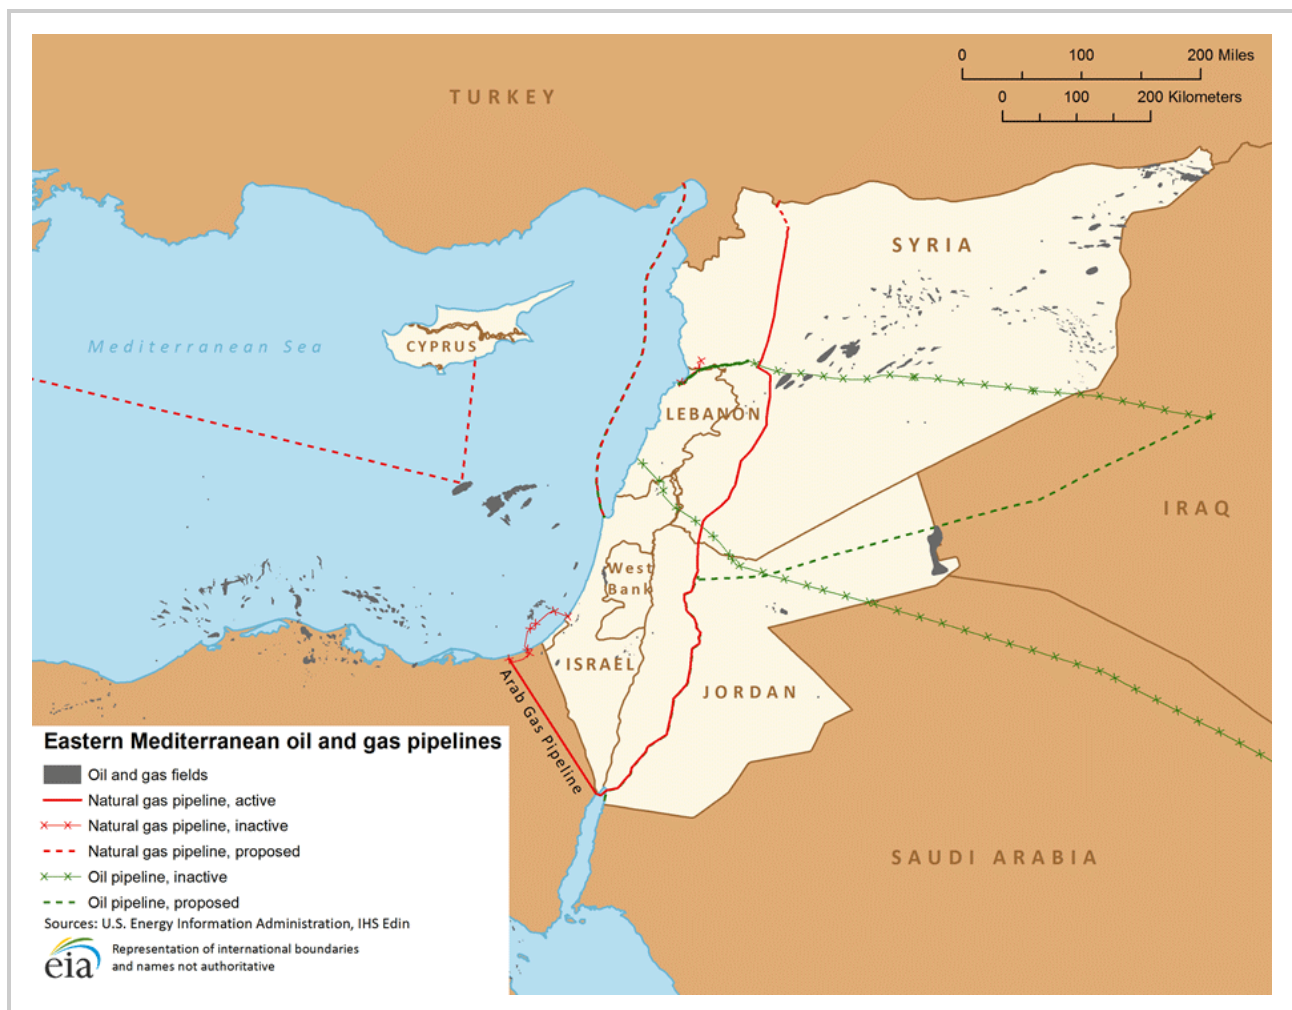 0 100 200 Miles
0 100 200 Kilometers
TURKEY
SYRIA
Mediterranean Sea
CYPRUS
LEBANON
IRAQ
West
Bank
ISRAEL
JORDAN
Arab Gas Pipeline
SAUDI ARABIA
Eastern Mediterranean oil and gas pipelines
Oil and gas fields
Natural gas pipeline, active
Natural gas pipeline, inactive
Natural gas pipeline, proposed
Oil pipeline, inactive
Oil pipeline, proposed
Sources: U.S. Energy Information Administration, IHS Edin
eia
Representation of international boundaries
and names not authoritative